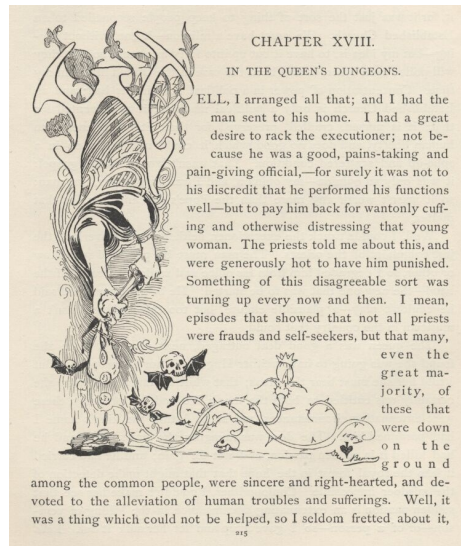 CHAPTER XVIII.
IN THE QUEEN'S DUNGEONS.
WELL, I arranged all that; and I had the
man sent to his home. I had a great
desire to rack the executioner; not be-
cause he was a good, pains-taking and
pain-giving official,—for surely it was not to
his discredit that he performed his functions
well—but to pay him back for wantonly cuff-
ing and otherwise distressing that young
woman. The priests told me about this, and
were generously hot to have him punished.
Something of this disagreeable sort was
turning up every now and then. I mean,
episodes that showed that not all priests
were frauds and self-seekers, but that many,
even the
great ma-
jority, of
these that
were down
on the
ground
among the common people, were sincere and right-hearted, and de-
voted to the alleviation of human troubles and sufferings. Well, it
was a thing which could not be helped, so I seldom fretted about it,
215